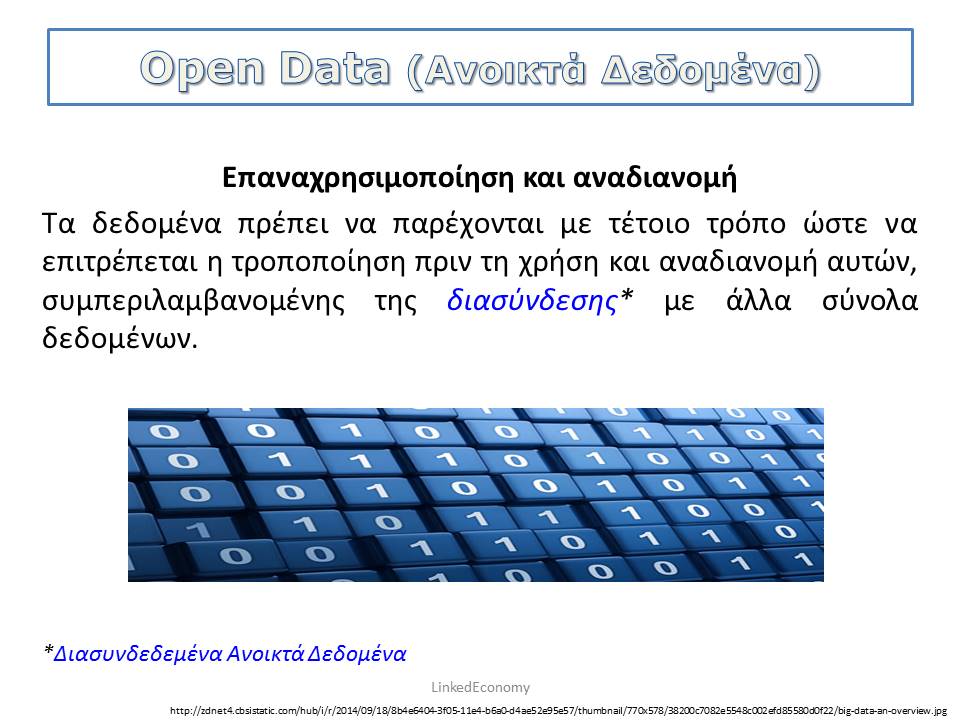 Open Data (Ανοικτά Δεδομένα)
Επαναχρησιμοποίηση και αναδιανομή
Τα δεδομένα πρέπει να παρέχονται με τέτοιο τρόπο ώστε να
επιτρέπεται η τροποποίηση πριν τη χρήση και αναδιανομή αυτών,
συμπεριλαμβανομένης της διασύνδεσης* με άλλα σύνολα
δεδομένων.
*Διασυνδεδεμένα Ανοικτά Δεδομένα
LinkedEconomy
http://zdnet4.cbsistatic.com/hub/i/r/2014/09/18/8b4e6404-3f05-11e4-b6a0-d4ae52e95e57/thumbnail/770x578/38200c7082e5548c002efd85580d0f22/big-data-an-overview.jpg